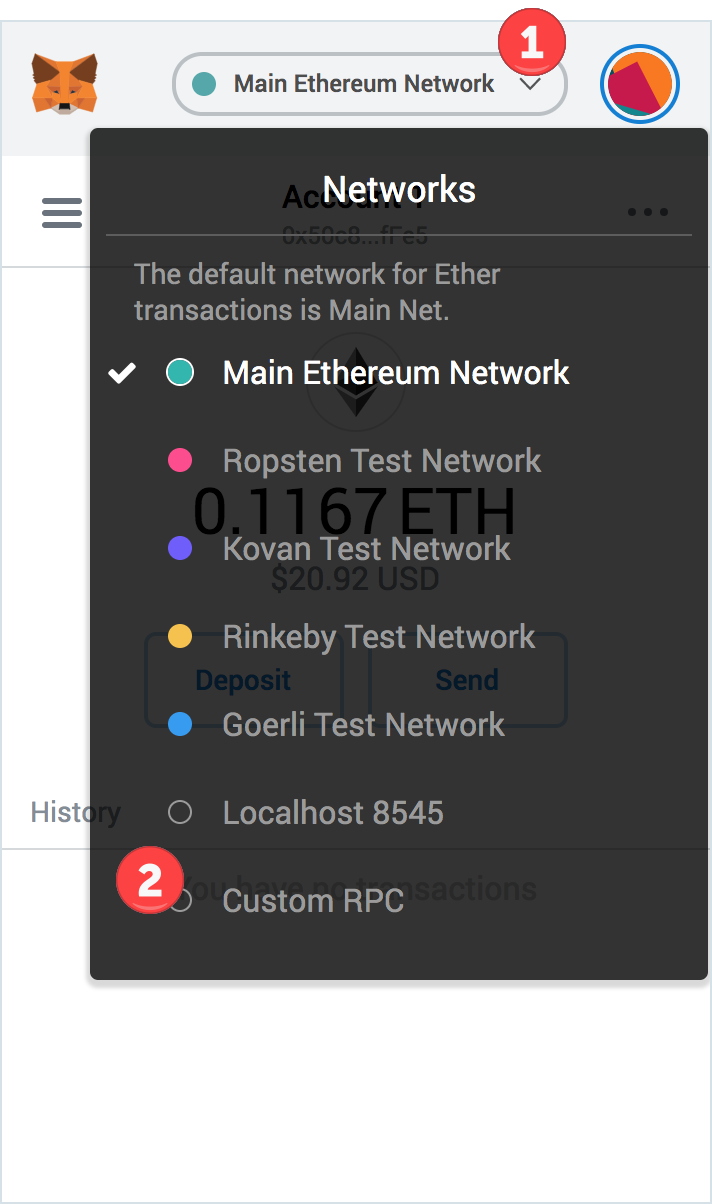 1
Main Ethereum Network
Networks
Account 1
0x50c8...fFe5
The default network for Ether
transactions is Main Net.
Main Ethereum Network
Ropsten Test Network
0.1167 ETH
Kovan Test Network
$20.92 USD
Rinkeby Test Network
Deposit
Send
Goerli Test Network
History
Localhost 8545
2
You have no transactions
Custom RPC